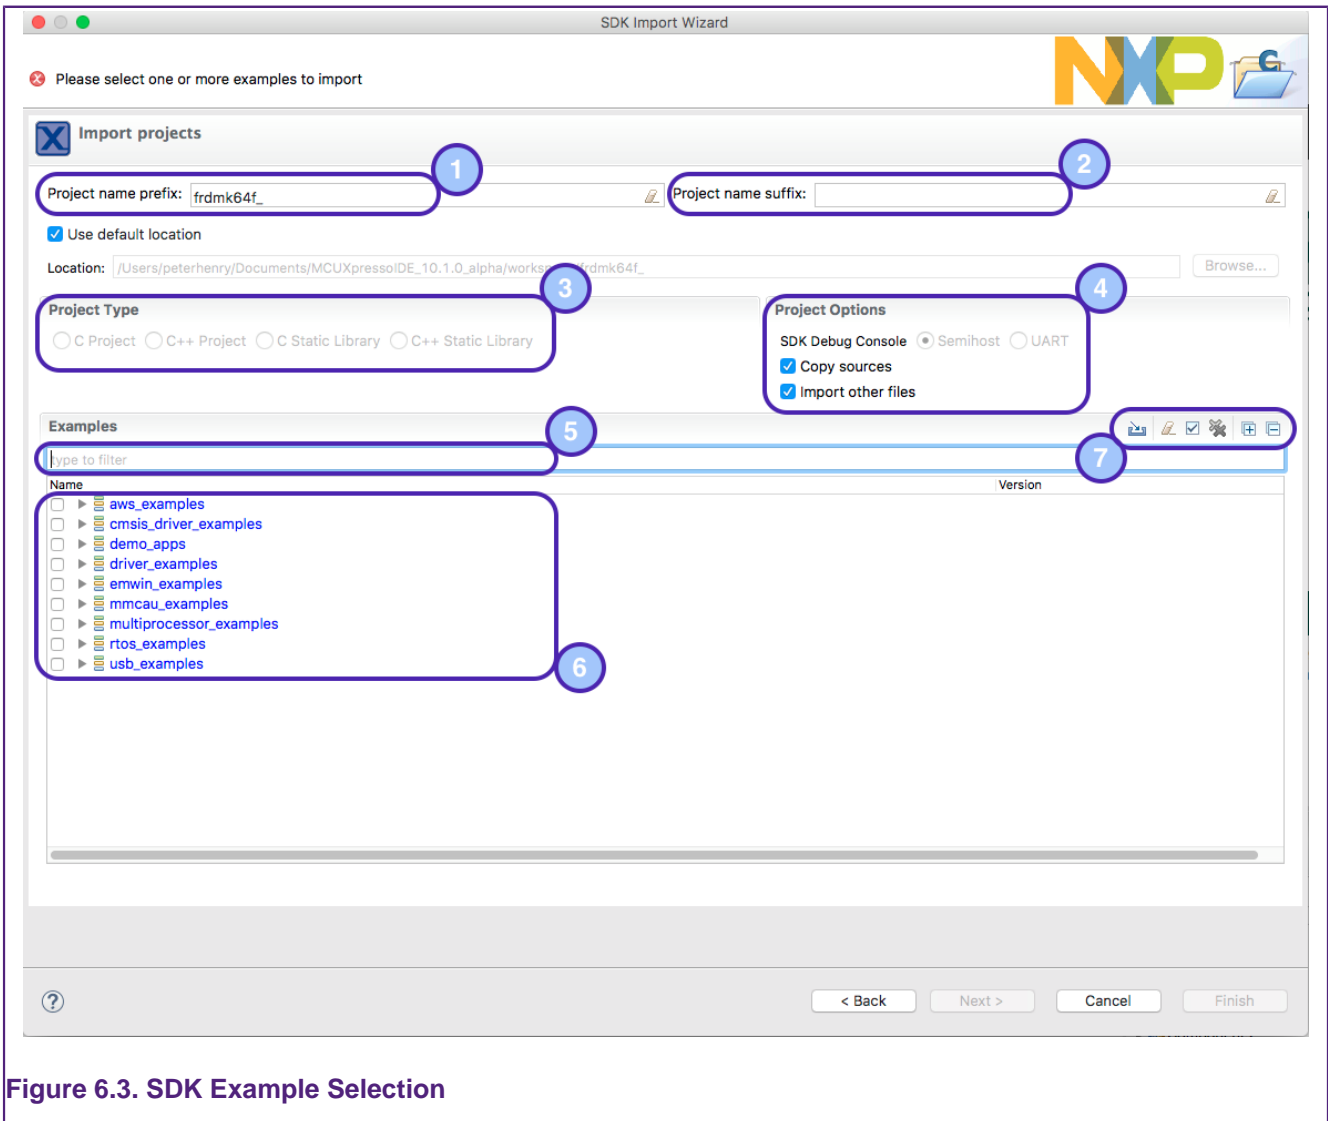 SDK Import Wizard
Please select one or more examples to import
NXP
C
X Import projects
1
2
Project name prefix: frdmk64f_
Project name suffix:
Use default location
Location: /Users/peterhenry/Documents/MCUXpressoIDE_10.1.0_alpha/works frdmk64f_
Browse...
3
4
Project Type
Project Options
C Project C++ Project C Static Library C++ Static Library
SDK Debug Console Semihost UART
Copy sources
Import other files
Examples
5
type to filter
7
Name Version
aws_examples
cmsis_driver_examples
demo_apps
driver_examples
emwin_examples
mmcau_examples
multiprocessor_examples
rtos_examples
usb_examples
6
? < Back Next > Cancel Finish
Figure 6.3. SDK Example Selection